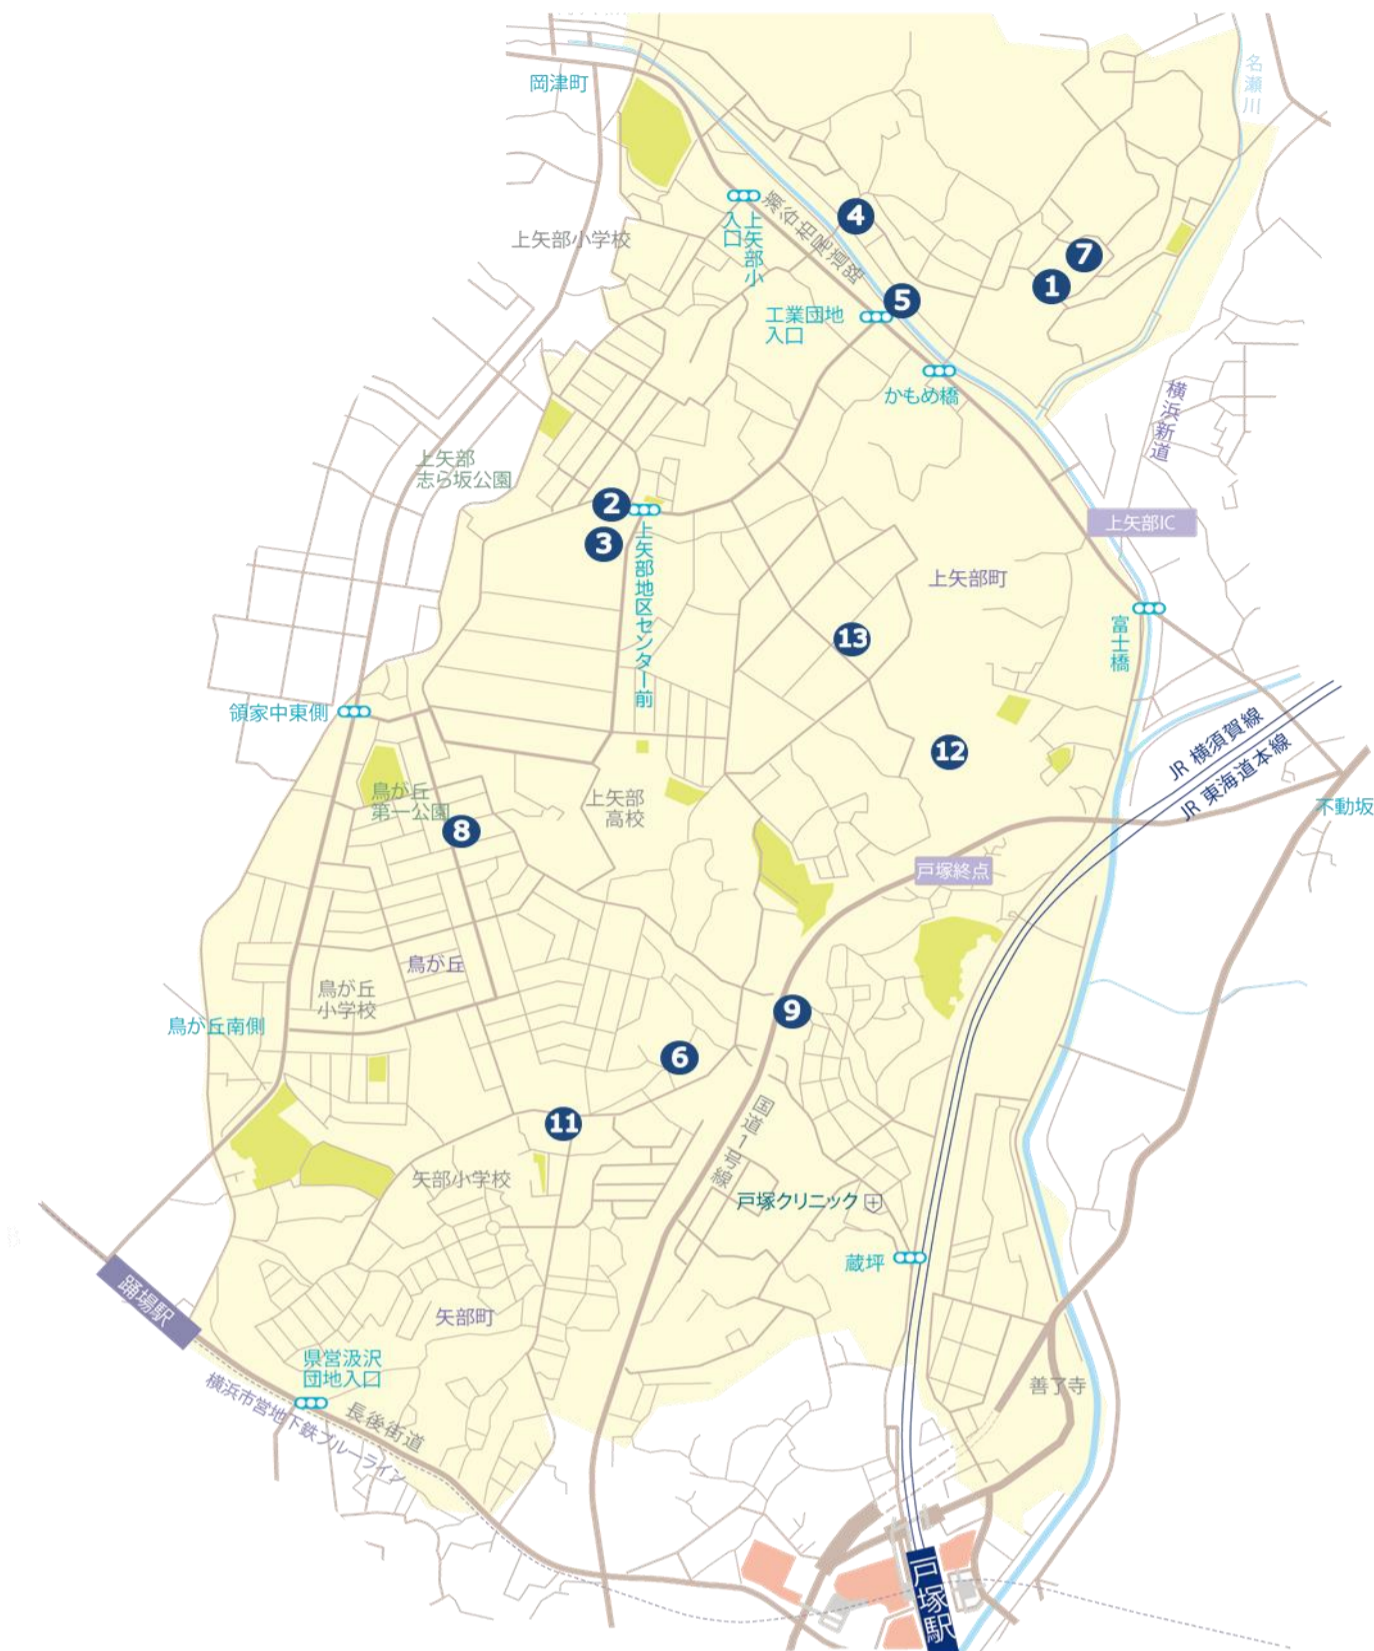 岡津町
名瀬川
上矢部小
入口
瀬谷柏尾道路
4
上矢部小学校
7
1
5
工業団地
入口
かもめ橋
横浜新道
上矢部
志ら坂公園
2
3
上矢部地区センター前
上矢部IC
上矢部町
富士橋
13
領家中東側
JR 横須賀線
JR 東海道本線
12
鳥が丘
第一公園
上矢部
高校
不動坂
8
戸塚終点
鳥が丘
鳥が丘
小学校
9
鳥が丘南側
6
11
国道1号線
矢部小学校
戸塚クリニック
蔵坪
踊場駅
矢部町
県営汲沢
団地入口
善了寺
長後街道
横浜市営地下鉄ブルーライン
戸塚駅